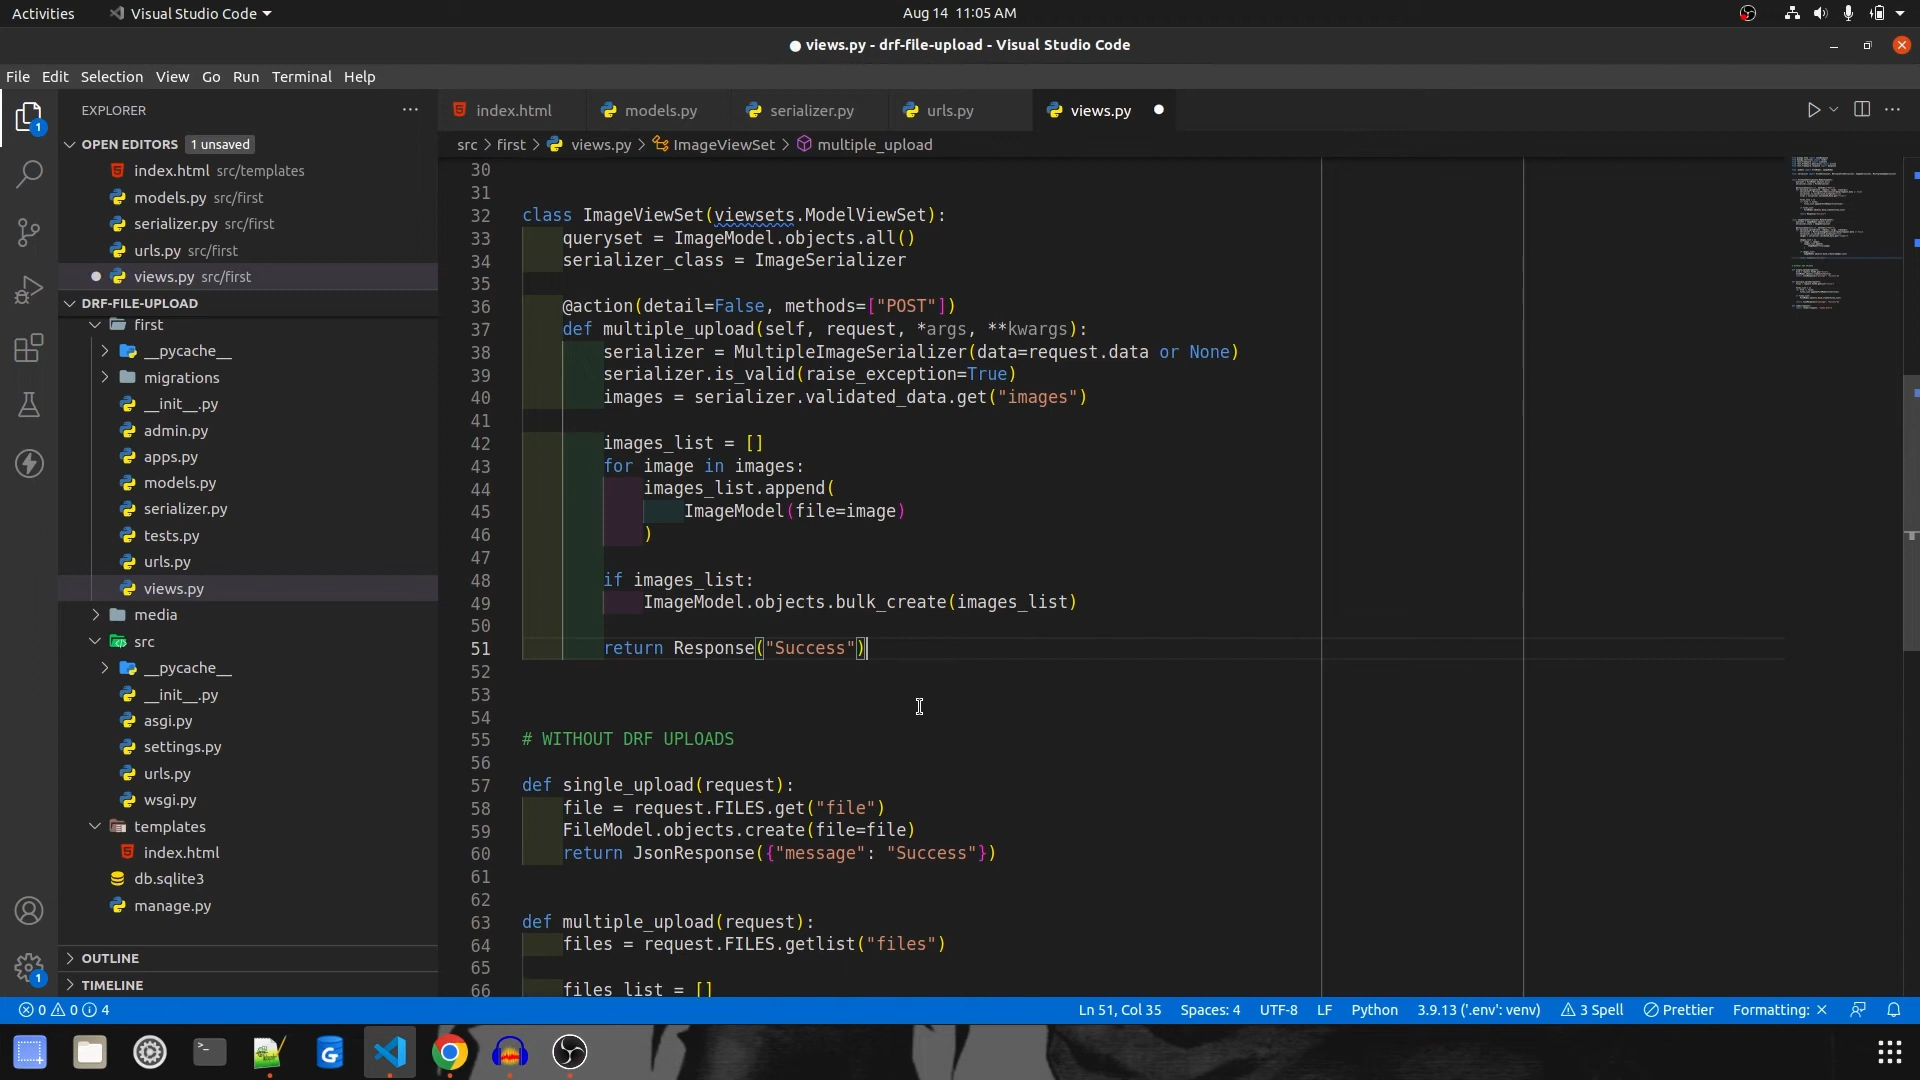 Activities
Visual Studio Code
Aug 14 11:05 AM
● views.py - drf-file-upload - Visual Studio Code
File Edit Selection View Go Run Terminal Help
EXPLORER
index.html
models.py
serializer.py
urls.py
views.py
OPEN EDITORS 1 unsaved
index.html src/templates
models.py src/first
serializer.py src/first
urls.py src/first
views.py src/first
DRF-FILE-UPLOAD
first
__pycache__
migrations
__init__.py
admin.py
apps.py
models.py
serializer.py
tests.py
urls.py
views.py
media
src
__pycache__
__init__.py
asgi.py
settings.py
urls.py
wsgi.py
templates
index.html
db.sqlite3
manage.py
OUTLINE
TIMELINE
1
1
src > first > views.py > ImageViewSet > multiple_upload
30
31
32 class ImageViewSet(viewsets.ModelViewSet):
33 queryset = ImageModel.objects.all()
34 serializer_class = ImageSerializer
35
36 @action(detail=False, methods=["POST"])
37 def multiple_upload(self, request, *args, **kwargs):
38 serializer = MultipleImageSerializer(data=request.data or None)
39 serializer.is_valid(raise_exception=True)
40 images = serializer.validated_data.get("images")
41
42 images_list = []
43 for image in images:
44 images_list.append(
45 ImageModel(file=image)
46 )
47
48 if images_list:
49 ImageModel.objects.bulk_create(images_list)
50
51 return Response("Success")
52
53
54
55 # WITHOUT DRF UPLOADS
56
57 def single_upload(request):
58 file = request.FILES.get("file")
59 FileModel.objects.create(file=file)
60 return JsonResponse({"message": "Success"})
61
62
63 def multiple_upload(request):
64 files = request.FILES.getlist("files")
65
66 files_list = []
0 0 4
Ln 51, Col 35
Spaces: 4
UTF-8
LF
Python
3.9.13 ('.env': venv)
3 Spell
Prettier
Formatting: ×